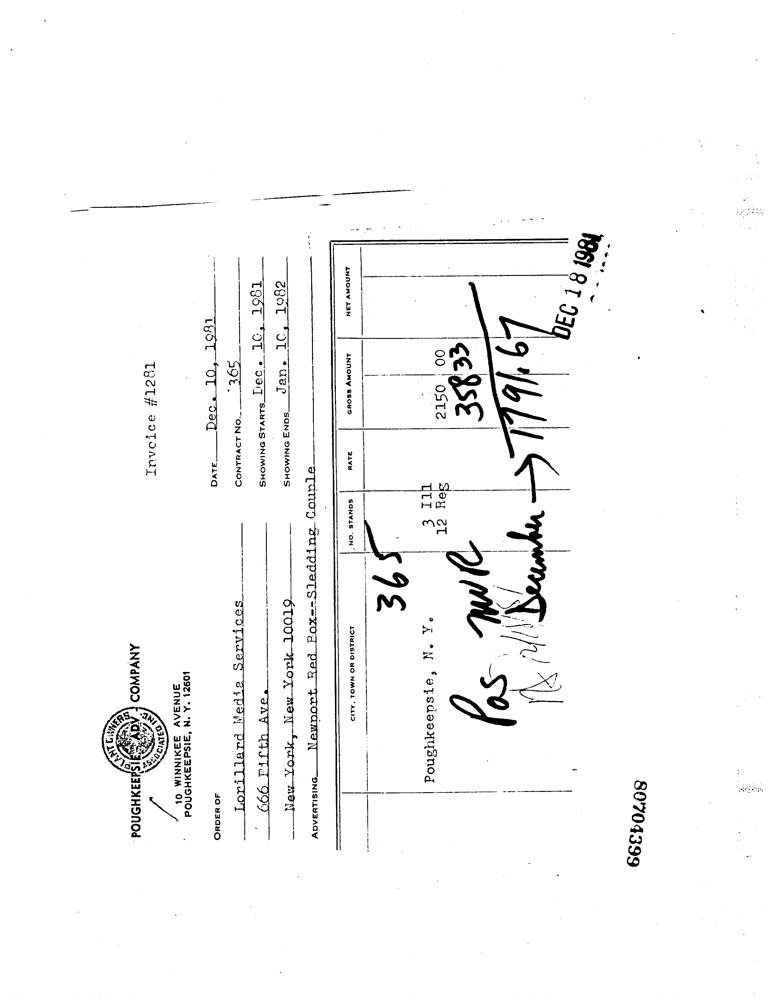 Invoice #1281
POUGHKEEPSIE ADV. COMPANY
10 WINNIKEE AVENUE
POUGHKEEPSIE, N. Y. 12601
DATE Dec. 10, 1981
ORDER OF
CONTRACT NO. 365
Lorillard Media Services
SHOWING STARTS Dec. 10, 1981
666 Fifth Ave.
SHOWING ENDS Jan. 10, 1982
New York, New York 10019
ADVERTISING Newport Red Box--Sledding Couple
CITY, TOWN OR DISTRICT NO. STANDS RATE GROSS AMOUNT NET AMOUNT
365
Poughkeepsie, N. Y. 3 Ill 2150 00
12 Reg
358 33
Pos NWR
December → 1791.67
DEC 18 1981
80704399